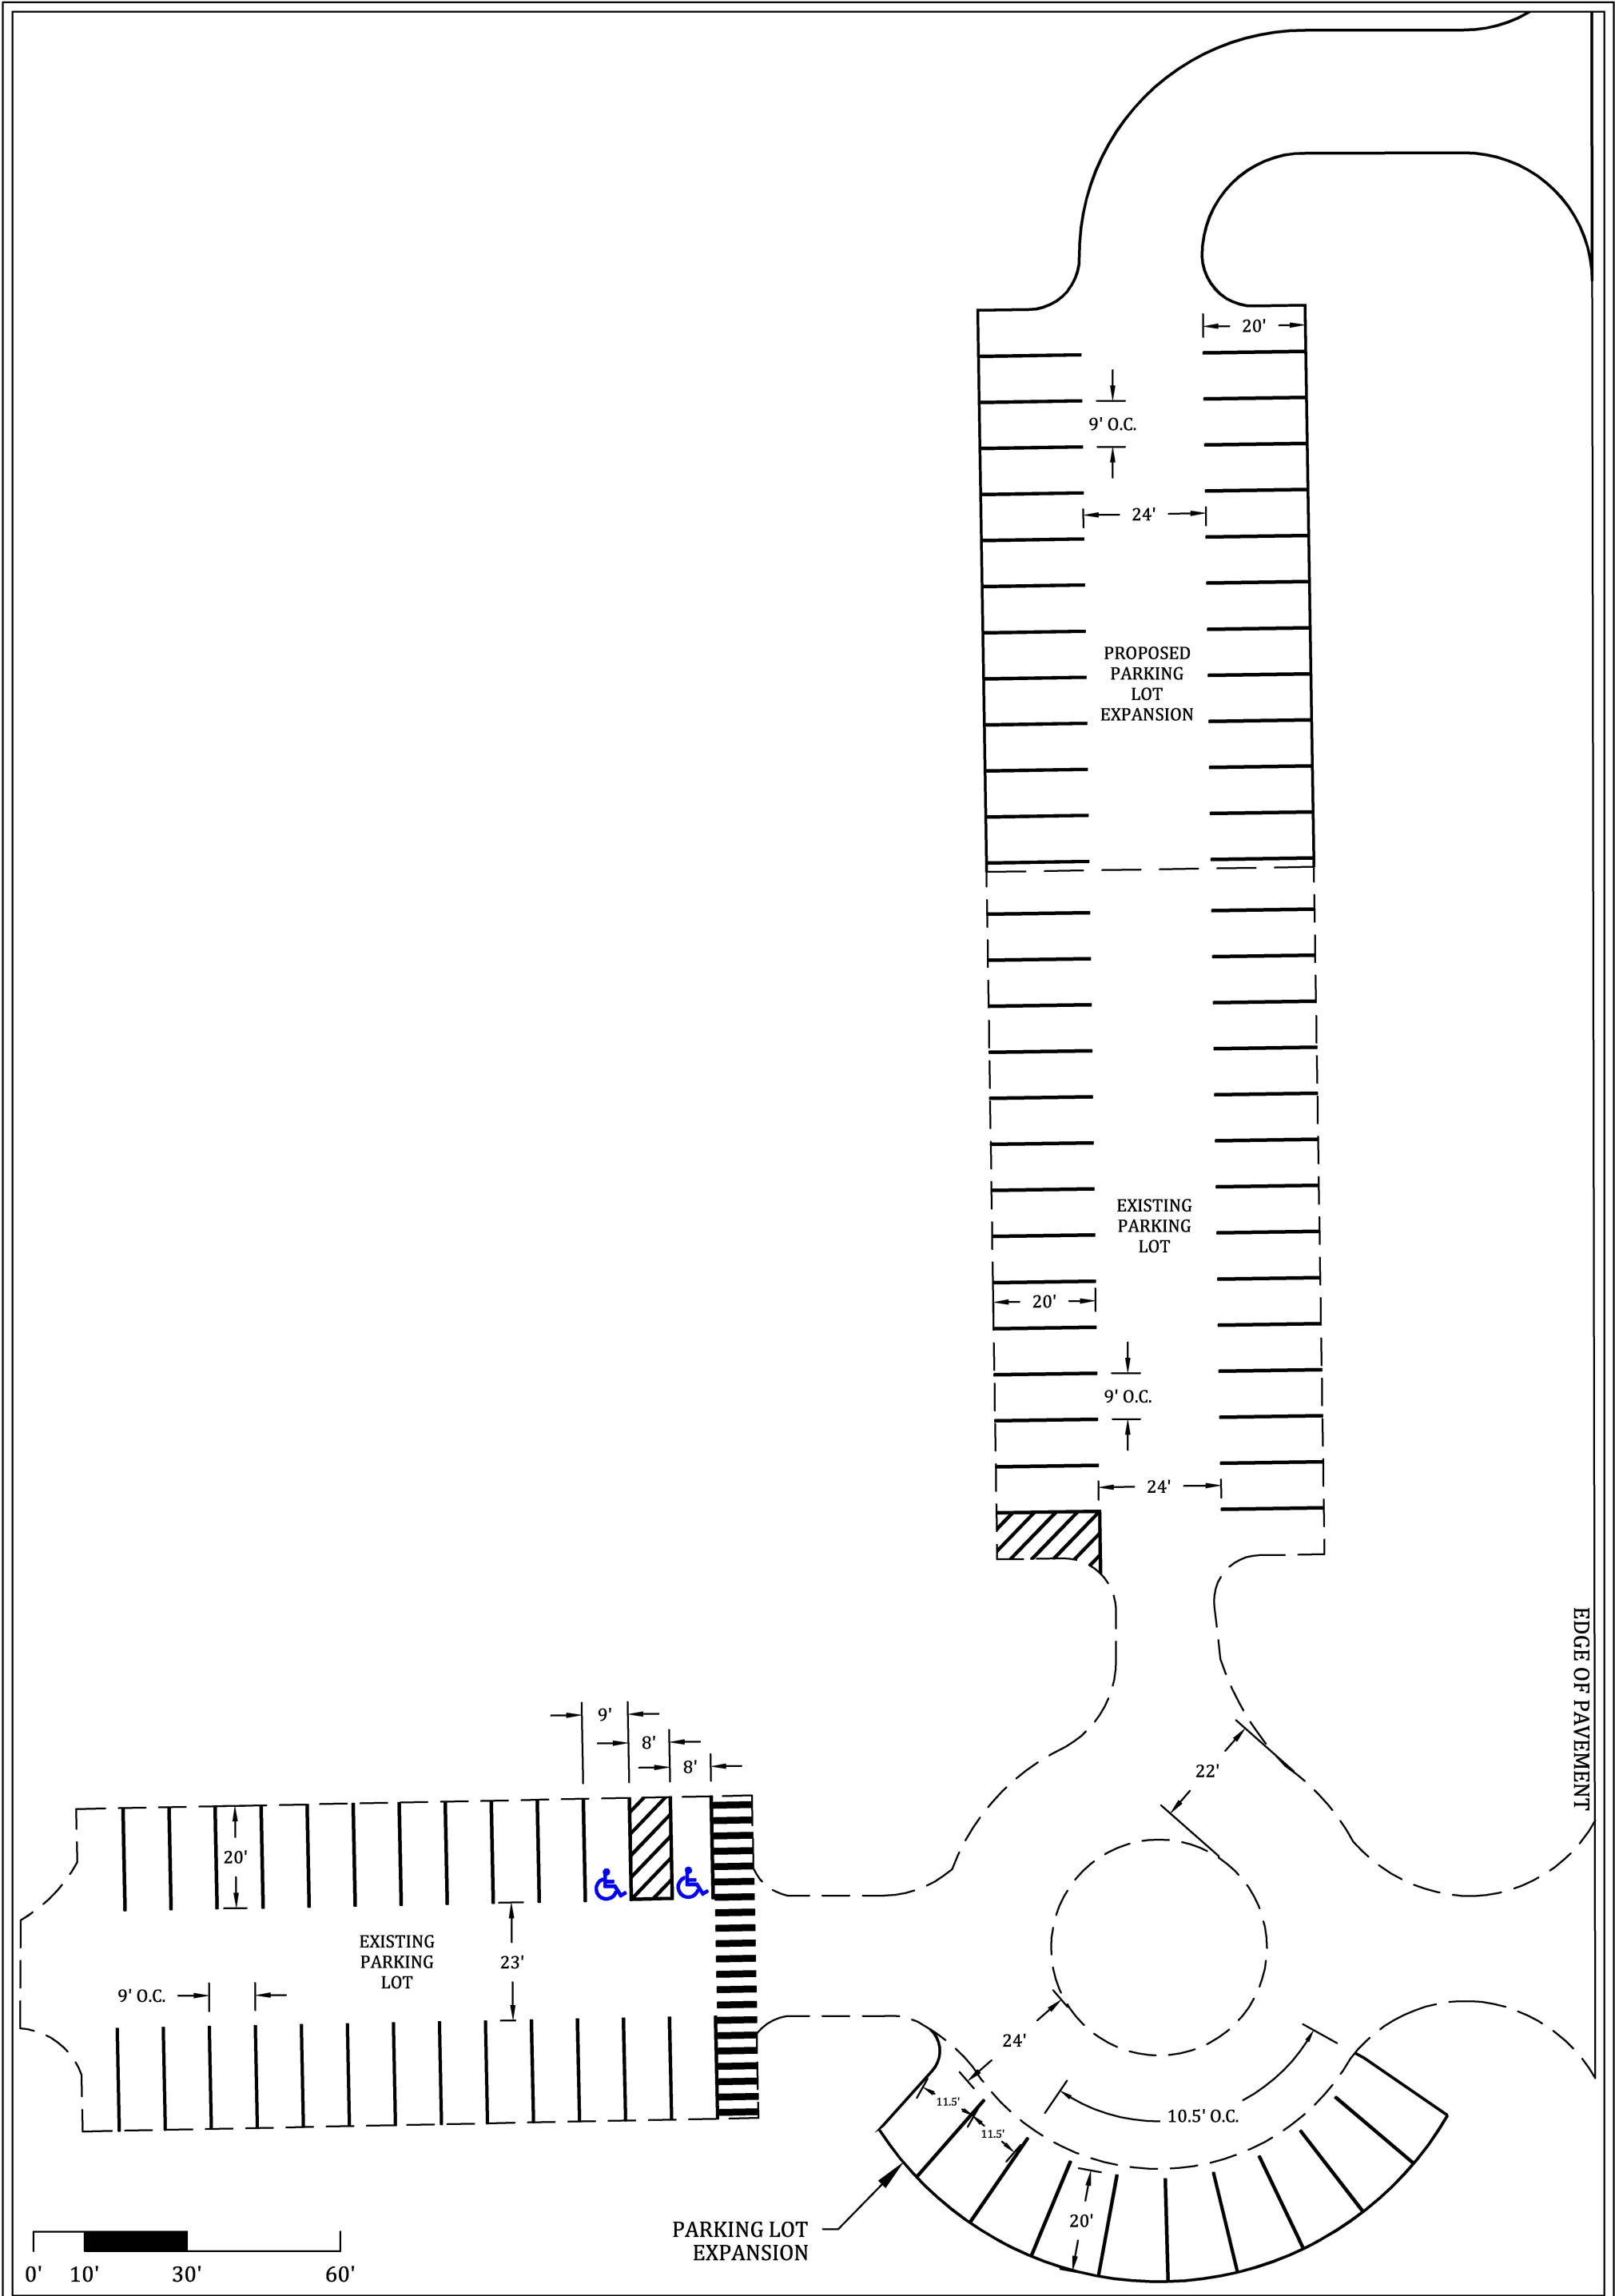 20'
9' O.C.
24'
PROPOSED
PARKING
LOT
EXPANSION
EXISTING
PARKING
LOT
20'
9' O.C.
24'
EDGE OF PAVEMENT
9'
8'
8'
22'
20'
EXISTING
PARKING
LOT
23'
9' O.C.
24'
11.5'
11.5'
10.5' O.C.
20'
PARKING LOT
EXPANSION
0' 10' 30' 60'